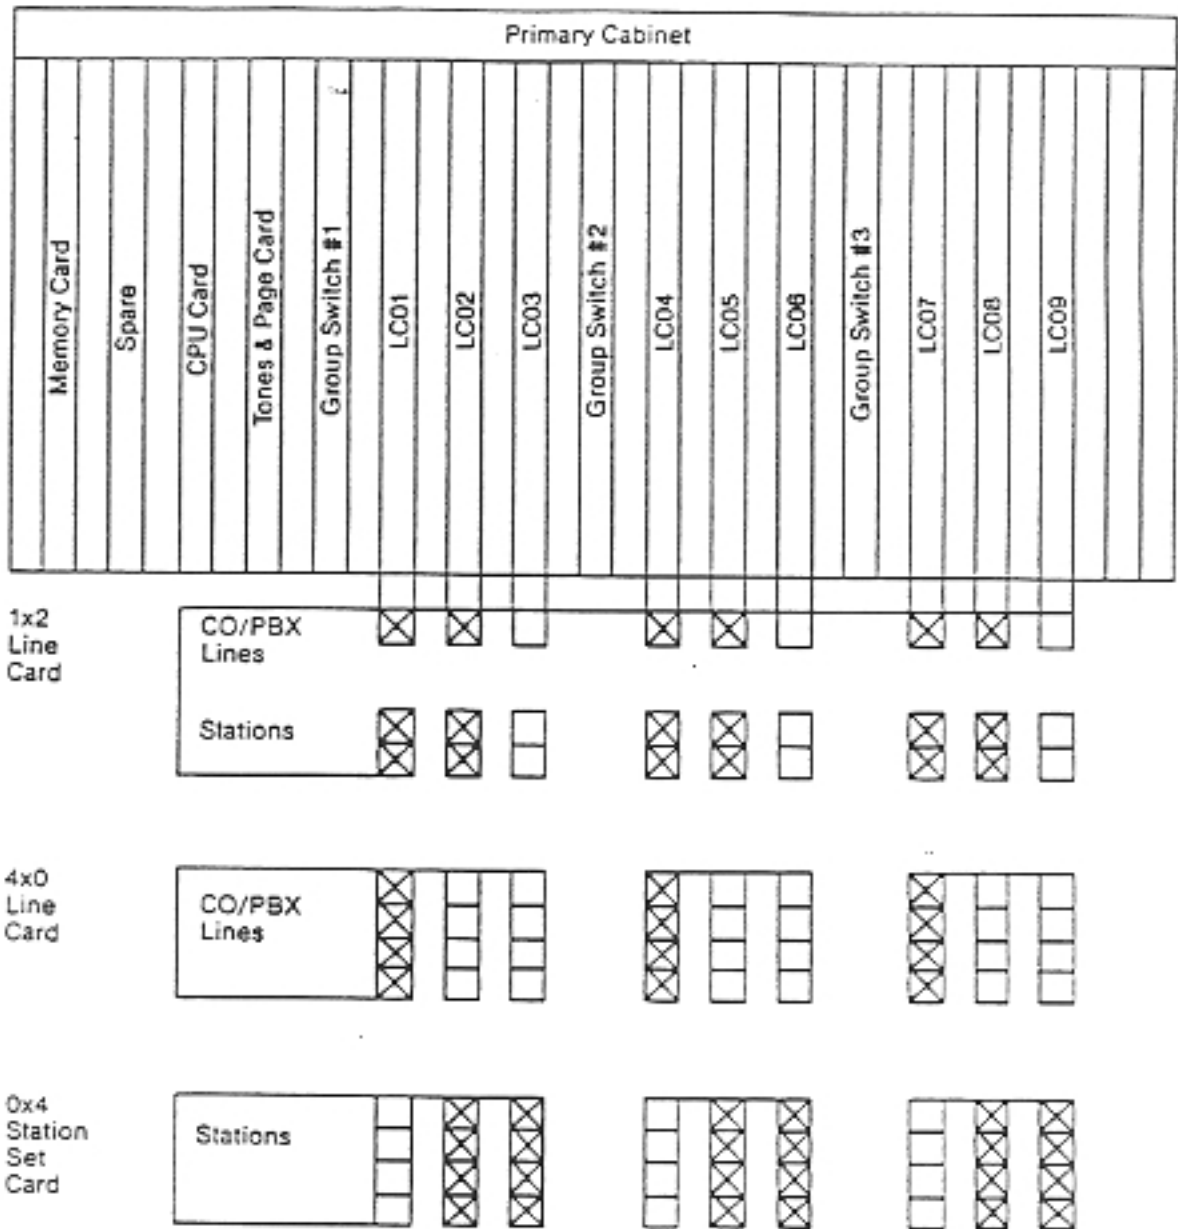 Primary Cabinet
Memory Card
Spare
CPU Card
Tones & Page Card
Group Switch #1
LC01
LC02
LC03
Group Switch #2
LC04
LC05
LC06
Group Switch #3
LC07
LC08
LC09
1x2
Line
Card
CO/PBX
Lines
Stations
4x0
Line
Card
CO/PBX
Lines
0x4
Station
Set
Card
Stations